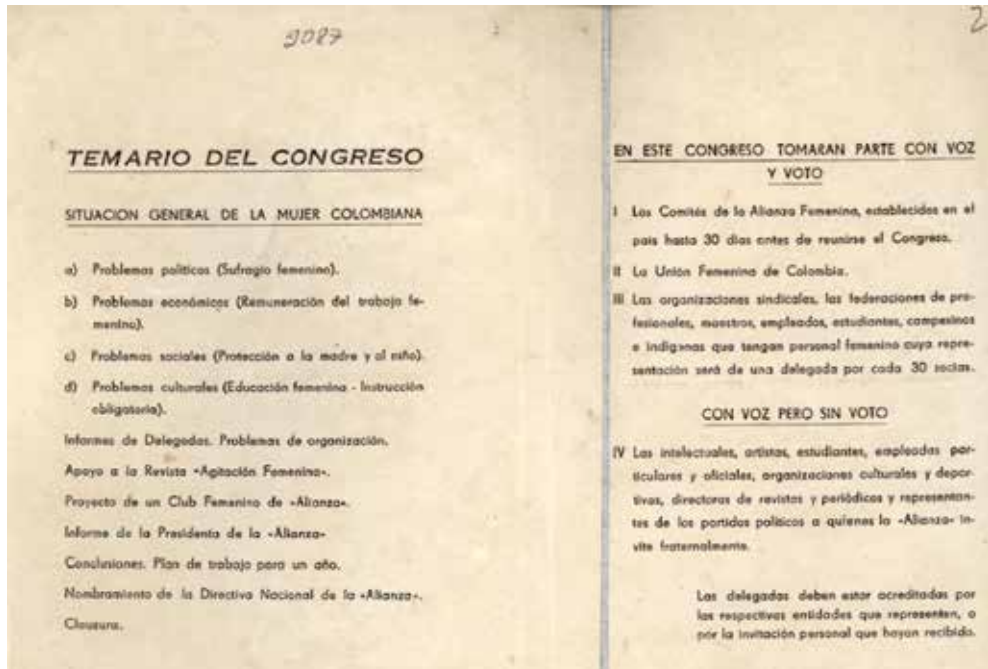 9087
TEMARIO DEL CONGRESO
SITUACION GENERAL DE LA MUJER COLOMBIANA
a) Problemas políticos (Sufragio femenino).
b) Problemas económicos (Remuneración del trabajo fe-
menino).
c) Problemas sociales (Protección a la madre y al niño).
d) Problemas culturales (Educación femenina - Instrucción
obligatoria).
Informes de Delegadas. Problemas de organización.
Apoyo a la Revista «Agitación Femenina».
Proyecto de un Club Femenino de «Alianza».
Informe de la Presidenta de la «Alianza»
Conclusiones. Plan de trabajo para un año.
Nombramiento de la Directiva Nacional de la «Alianza».
Clausura.
2
EN ESTE CONGRESO TOMARAN PARTE CON VOZ
Y VOTO
I Los Comités de la Alianza Femenina, establecidos en el
país hasta 30 días antes de reunirse el Congreso.
II La Unión Femenina de Colombia.
III Las organizaciones sindicales, las federaciones de pro-
fesionales, maestros, empleados, estudiantes, campesinos
e indígenas que tengan personal femenino cuya repre-
sentación será de una delegada por cada 30 socias.
CON VOZ PERO SIN VOTO
IV Las intelectuales, artistas, estudiantes, empleadas par-
ticulares y oficiales, organizaciones culturales y depor-
tivas, directoras de revistas y periódicos y representan-
tes de los partidos políticos a quienes la «Alianza» in-
vite fraternalmente.
Las delegadas deben estar acreditadas por
las respectivas entidades que representen, o
por la invitación personal que hayan recibido.